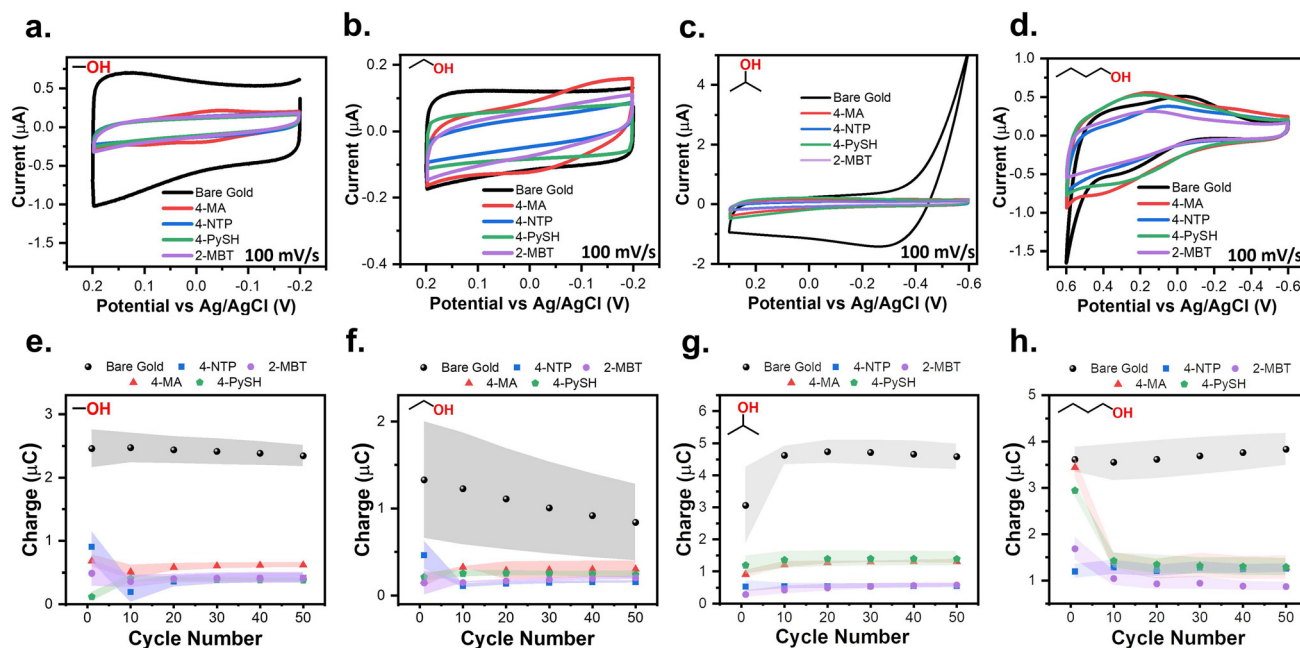 a.
OH
Current (µA)
0.5
0.0
-0.5
-1.0
-1.5
Bare Gold
4-MA
4-NTP
4-PySH
2-MBT
100 mV/s
0.2 0.1 0.0 -0.1 -0.2
Potential vs Ag/AgCl (V)
b.
OH
Current (µA)
0.2
0.0
-0.2
-0.4
Bare Gold
4-MA
4-NTP
4-PySH
2-MBT
100 mV/s
0.2 0.1 0.0 -0.1 -0.2
Potential vs Ag/AgCl (V)
c.
OH
Current (µA)
4
2
0
-2
Bare Gold
4-MA
4-NTP
4-PySH
2-MBT
100 mV/s
0.3 0.0 -0.3 -0.6
Potential vs Ag/AgCl (V)
d.
OH
Current (µA)
1.0
0.5
0.0
-0.5
-1.0
-1.5
Bare Gold
4-MA
4-NTP
4-PySH
2-MBT
100 mV/s
0.6 0.4 0.2 0.0 -0.2 -0.4 -0.6
Potential vs Ag/AgCl (V)
e.
Bare Gold 4-NTP 2-MBT
4-MA 4-PySH
OH
Charge (µC)
3
2
1
0
0 10 20 30 40 50
Cycle Number
f.
Bare Gold 4-NTP 2-MBT
4-MA 4-PySH
OH
Charge (µC)
2
1
0
0 10 20 30 40 50
Cycle Number
g.
Bare Gold 4-NTP 2-MBT
4-MA 4-PySH
OH
Charge (µC)
6
5
4
3
2
1
0
0 10 20 30 40 50
Cycle Number
h.
Bare Gold 4-NTP 2-MBT
4-MA 4-PySH
OH
Charge (µC)
5
4
3
2
1
0 10 20 30 40 50
Cycle Number